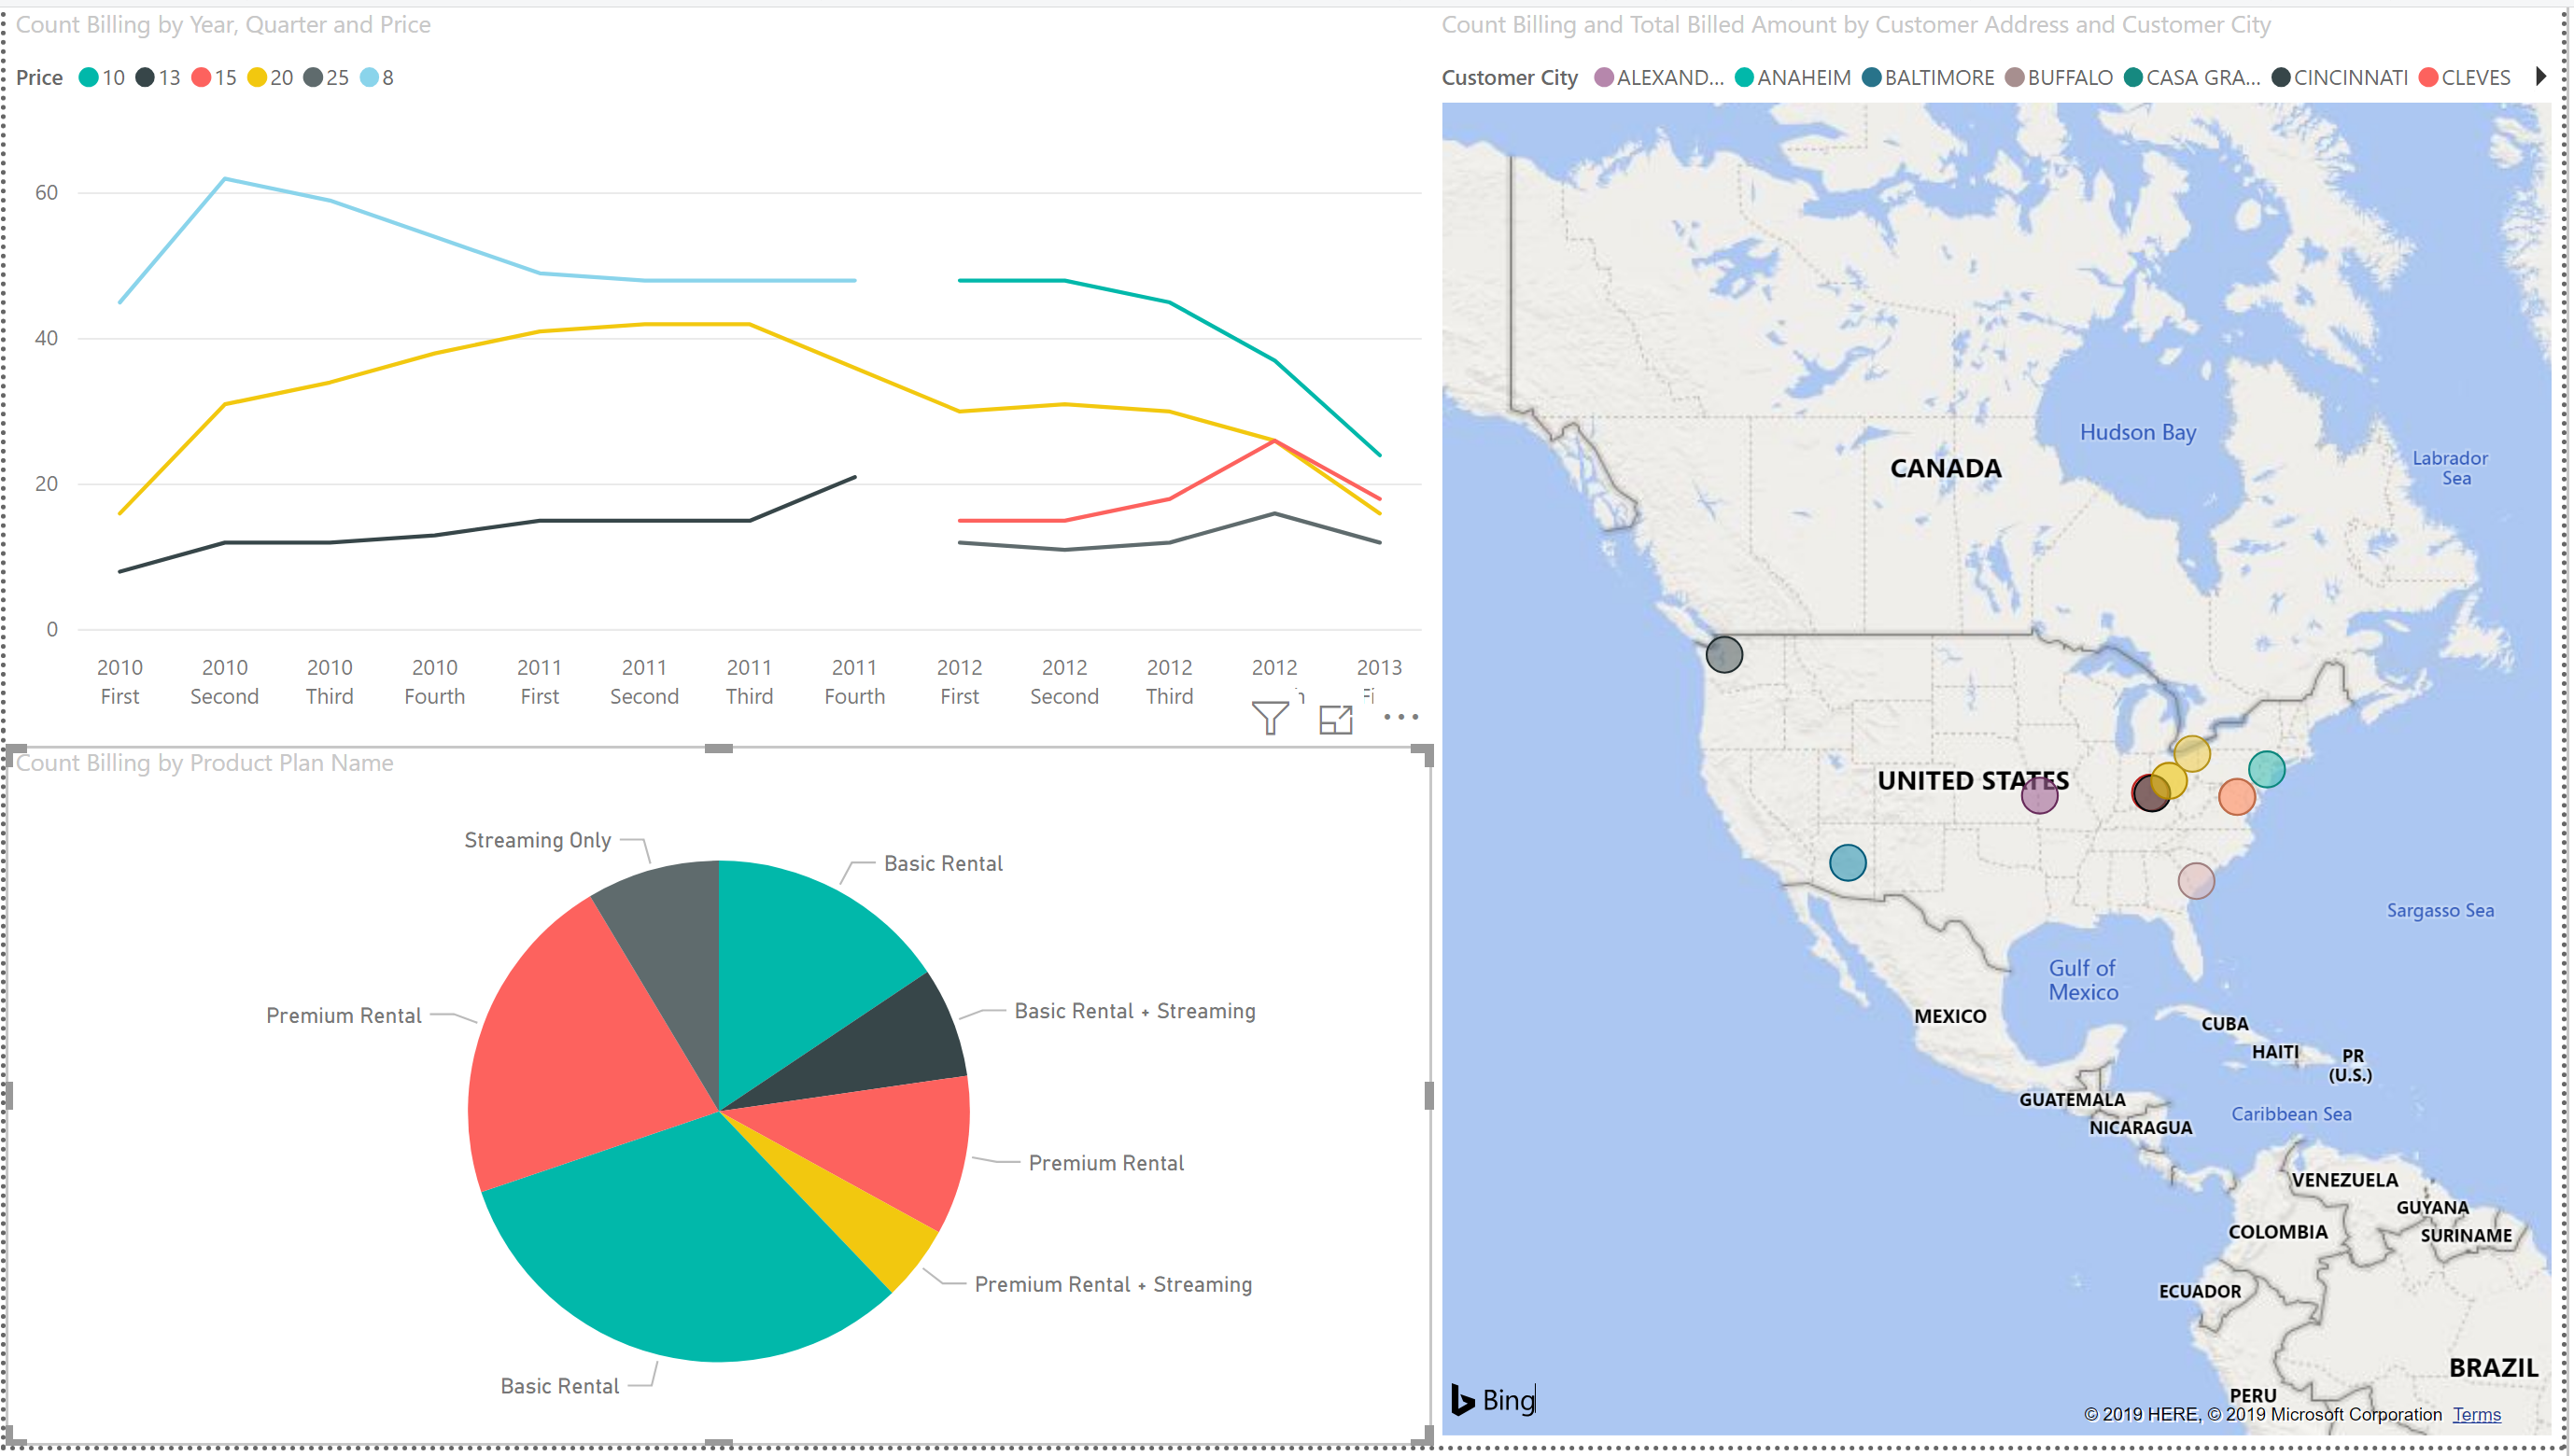 Count Billing by Year, Quarter and Price
Price 10 13 15 20 25 8
60
40
20
0
2010 2010 2010 2010 2011 2011 2011 2011 2012 2012 2012 2012 2013
First Second Third Fourth First Second Third Fourth First Second Third
Count Billing by Product Plan Name
Streaming Only
Basic Rental
Premium Rental
Basic Rental + Streaming
Premium Rental
Premium Rental + Streaming
Basic Rental
Count Billing and Total Billed Amount by Customer Address and Customer City
Customer City ALEXAND... ANAHEIM BALTIMORE BUFFALO CASA GRA... CINCINNATI CLEVES
Hudson Bay
CANADA
Labrador
Sea
UNITED STATES
Sargasso Sea
Gulf of
Mexico
MEXICO
CUBA
HAITI
PR
(U.S.)
GUATEMALA
Caribbean Sea
NICARAGUA
VENEZUELA
GUYANA
COLOMBIA
SURINAME
ECUADOR
BRAZIL
PERU
Bing
© 2019 HERE, © 2019 Microsoft Corporation Terms